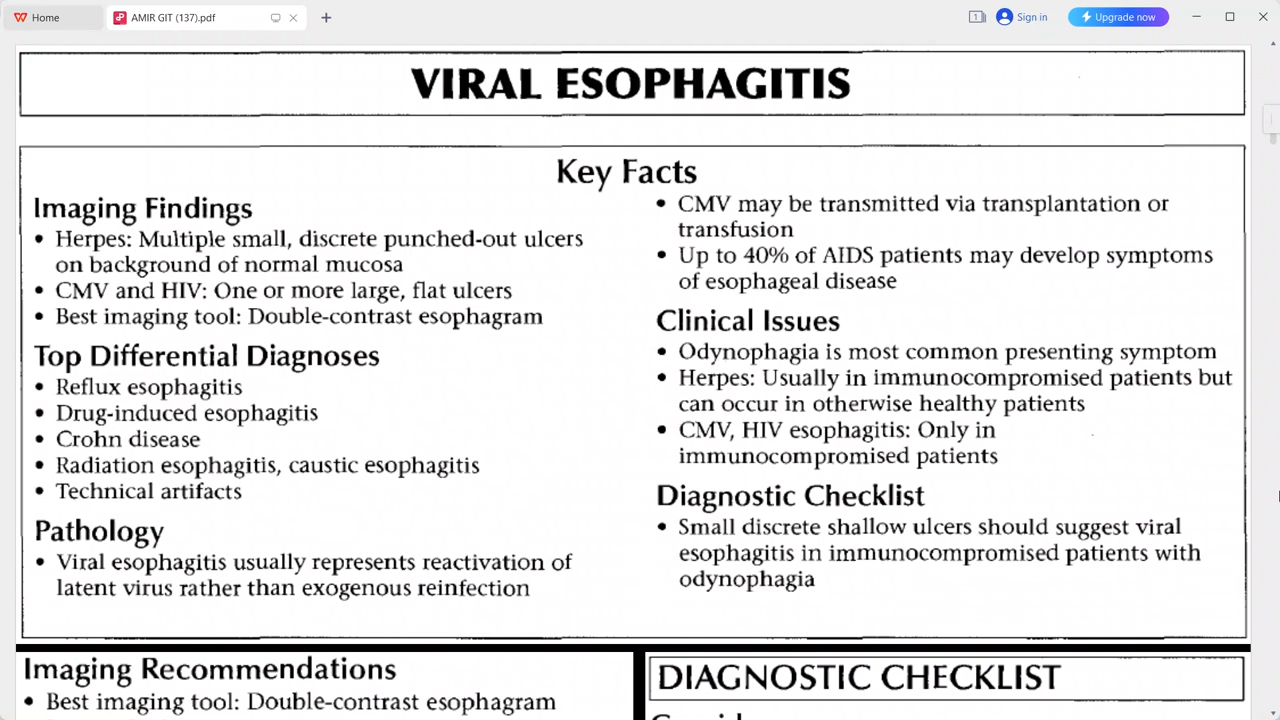 Home
AMIR GIT (137).pdf
1
Sign in
Upgrade now
VIRAL ESOPHAGITIS
Key Facts
Imaging Findings
• Herpes: Multiple small, discrete punched-out ulcers
on background of normal mucosa
• CMV and HIV: One or more large, flat ulcers
• Best imaging tool: Double-contrast esophagram
Top Differential Diagnoses
• Reflux esophagitis
• Drug-induced esophagitis
• Crohn disease
• Radiation esophagitis, caustic esophagitis
• Technical artifacts
Pathology
• Viral esophagitis usually represents reactivation of
latent virus rather than exogenous reinfection
• CMV may be transmitted via transplantation or
transfusion
• Up to 40% of AIDS patients may develop symptoms
of esophageal disease
Clinical Issues
• Odynophagia is most common presenting symptom
• Herpes: Usually in immunocompromised patients but
can occur in otherwise healthy patients
• CMV, HIV esophagitis: Only in
immunocompromised patients
Diagnostic Checklist
• Small discrete shallow ulcers should suggest viral
esophagitis in immunocompromised patients with
odynophagia
Imaging Recommendations
• Best imaging tool: Double-contrast esophagram
DIAGNOSTIC CHECKLIST